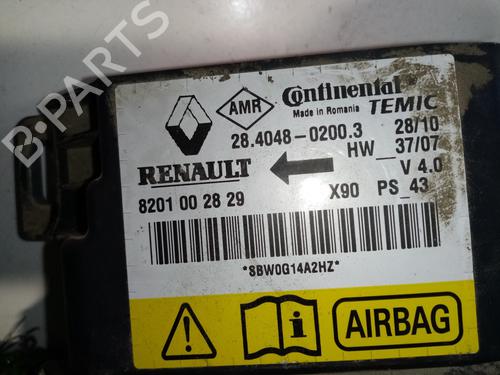 B-PARTS
AMR
Continental
Made in Romania TEMIC
28.4048-0200.3 28/10
HW__37/07
RENAULT V 4.0
8201 00 28 29 X90 PS_43
*8BW0G14A2HZ*
AIRBAG